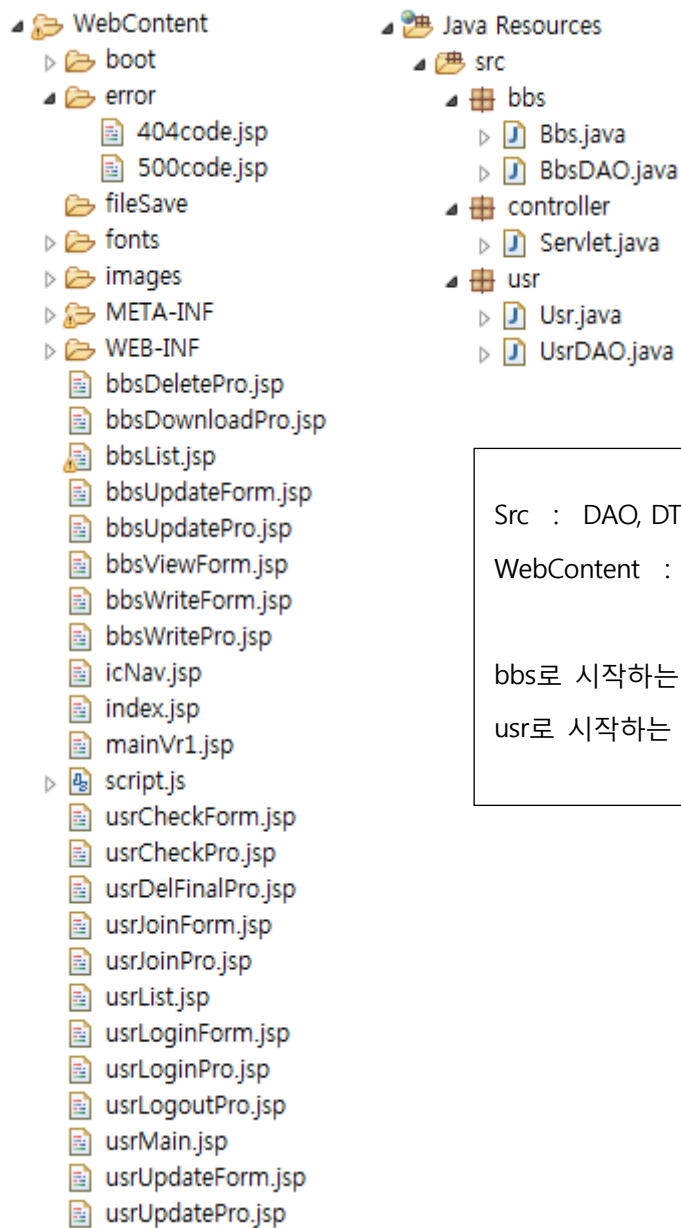 WebContent
boot
error
404code.jsp
500code.jsp
fileSave
fonts
images
META-INF
WEB-INF
bbsDeletePro.jsp
bbsDownloadPro.jsp
bbsList.jsp
bbsUpdateForm.jsp
bbsUpdatePro.jsp
bbsViewForm.jsp
bbsWriteForm.jsp
bbsWritePro.jsp
icNav.jsp
index.jsp
mainVr1.jsp
script.js
usrCheckForm.jsp
usrCheckPro.jsp
usrDelFinalPro.jsp
usrJoinForm.jsp
usrJoinPro.jsp
usrList.jsp
usrLoginForm.jsp
usrLoginPro.jsp
usrLogoutPro.jsp
usrMain.jsp
usrUpdateForm.jsp
usrUpdatePro.jsp
Java Resources
src
bbs
Bbs.java
BbsDAO.java
controller
Servlet.java
usr
Usr.java
UsrDAO.java
Src : DAO, DT
WebContent :
bbs로 시작하는
usr로 시작하는